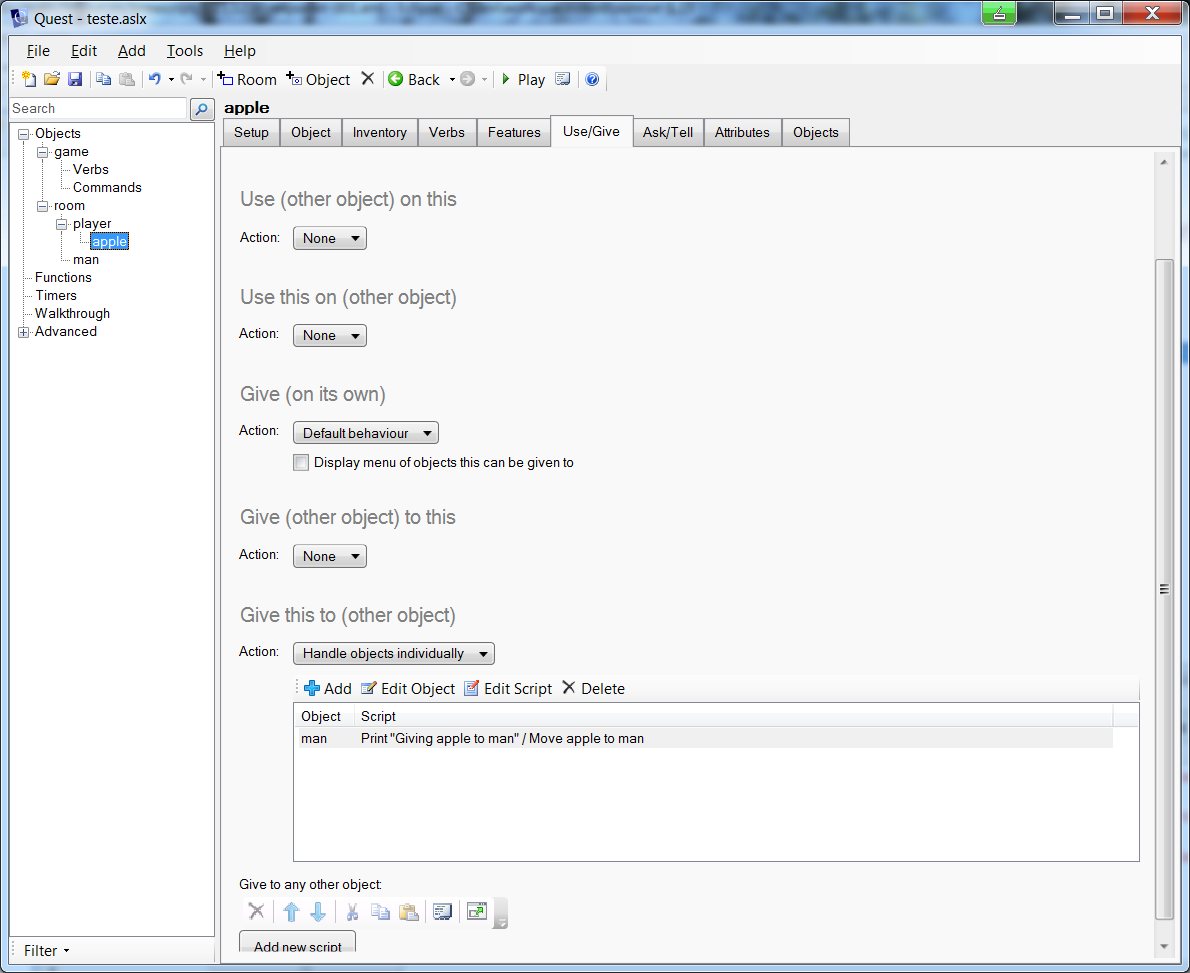 Quest - teste.aslx
File Edit Add Tools Help
Room Object Back Play
Search
apple
Setup Object Inventory Verbs Features Use/Give Ask/Tell Attributes Objects
Objects
game
Verbs
Commands
room
player
apple
man
Functions
Timers
Walkthrough
Advanced
Filter
Use (other object) on this
Action: None
Use this on (other object)
Action: None
Give (on its own)
Action: Default behaviour
Display menu of objects this can be given to
Give (other object) to this
Action: None
Give this to (other object)
Action: Handle objects individually
Add Edit Object Edit Script Delete
Object Script
man Print "Giving apple to man" / Move apple to man
Give to any other object:
Add new script